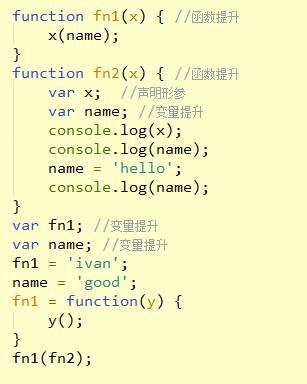 function fn1(x) { //函数提升
    x(name);
}
function fn2(x) { //函数提升
    var x;  //声明形参
    var name; //变量提升
    console.log(x);
    console.log(name);
    name = 'hello';
    console.log(name);
}
var fn1; //变量提升
var name; //变量提升
fn1 = 'ivan';
name = 'good';
fn1 = function(y) {
    y();
}
fn1(fn2);